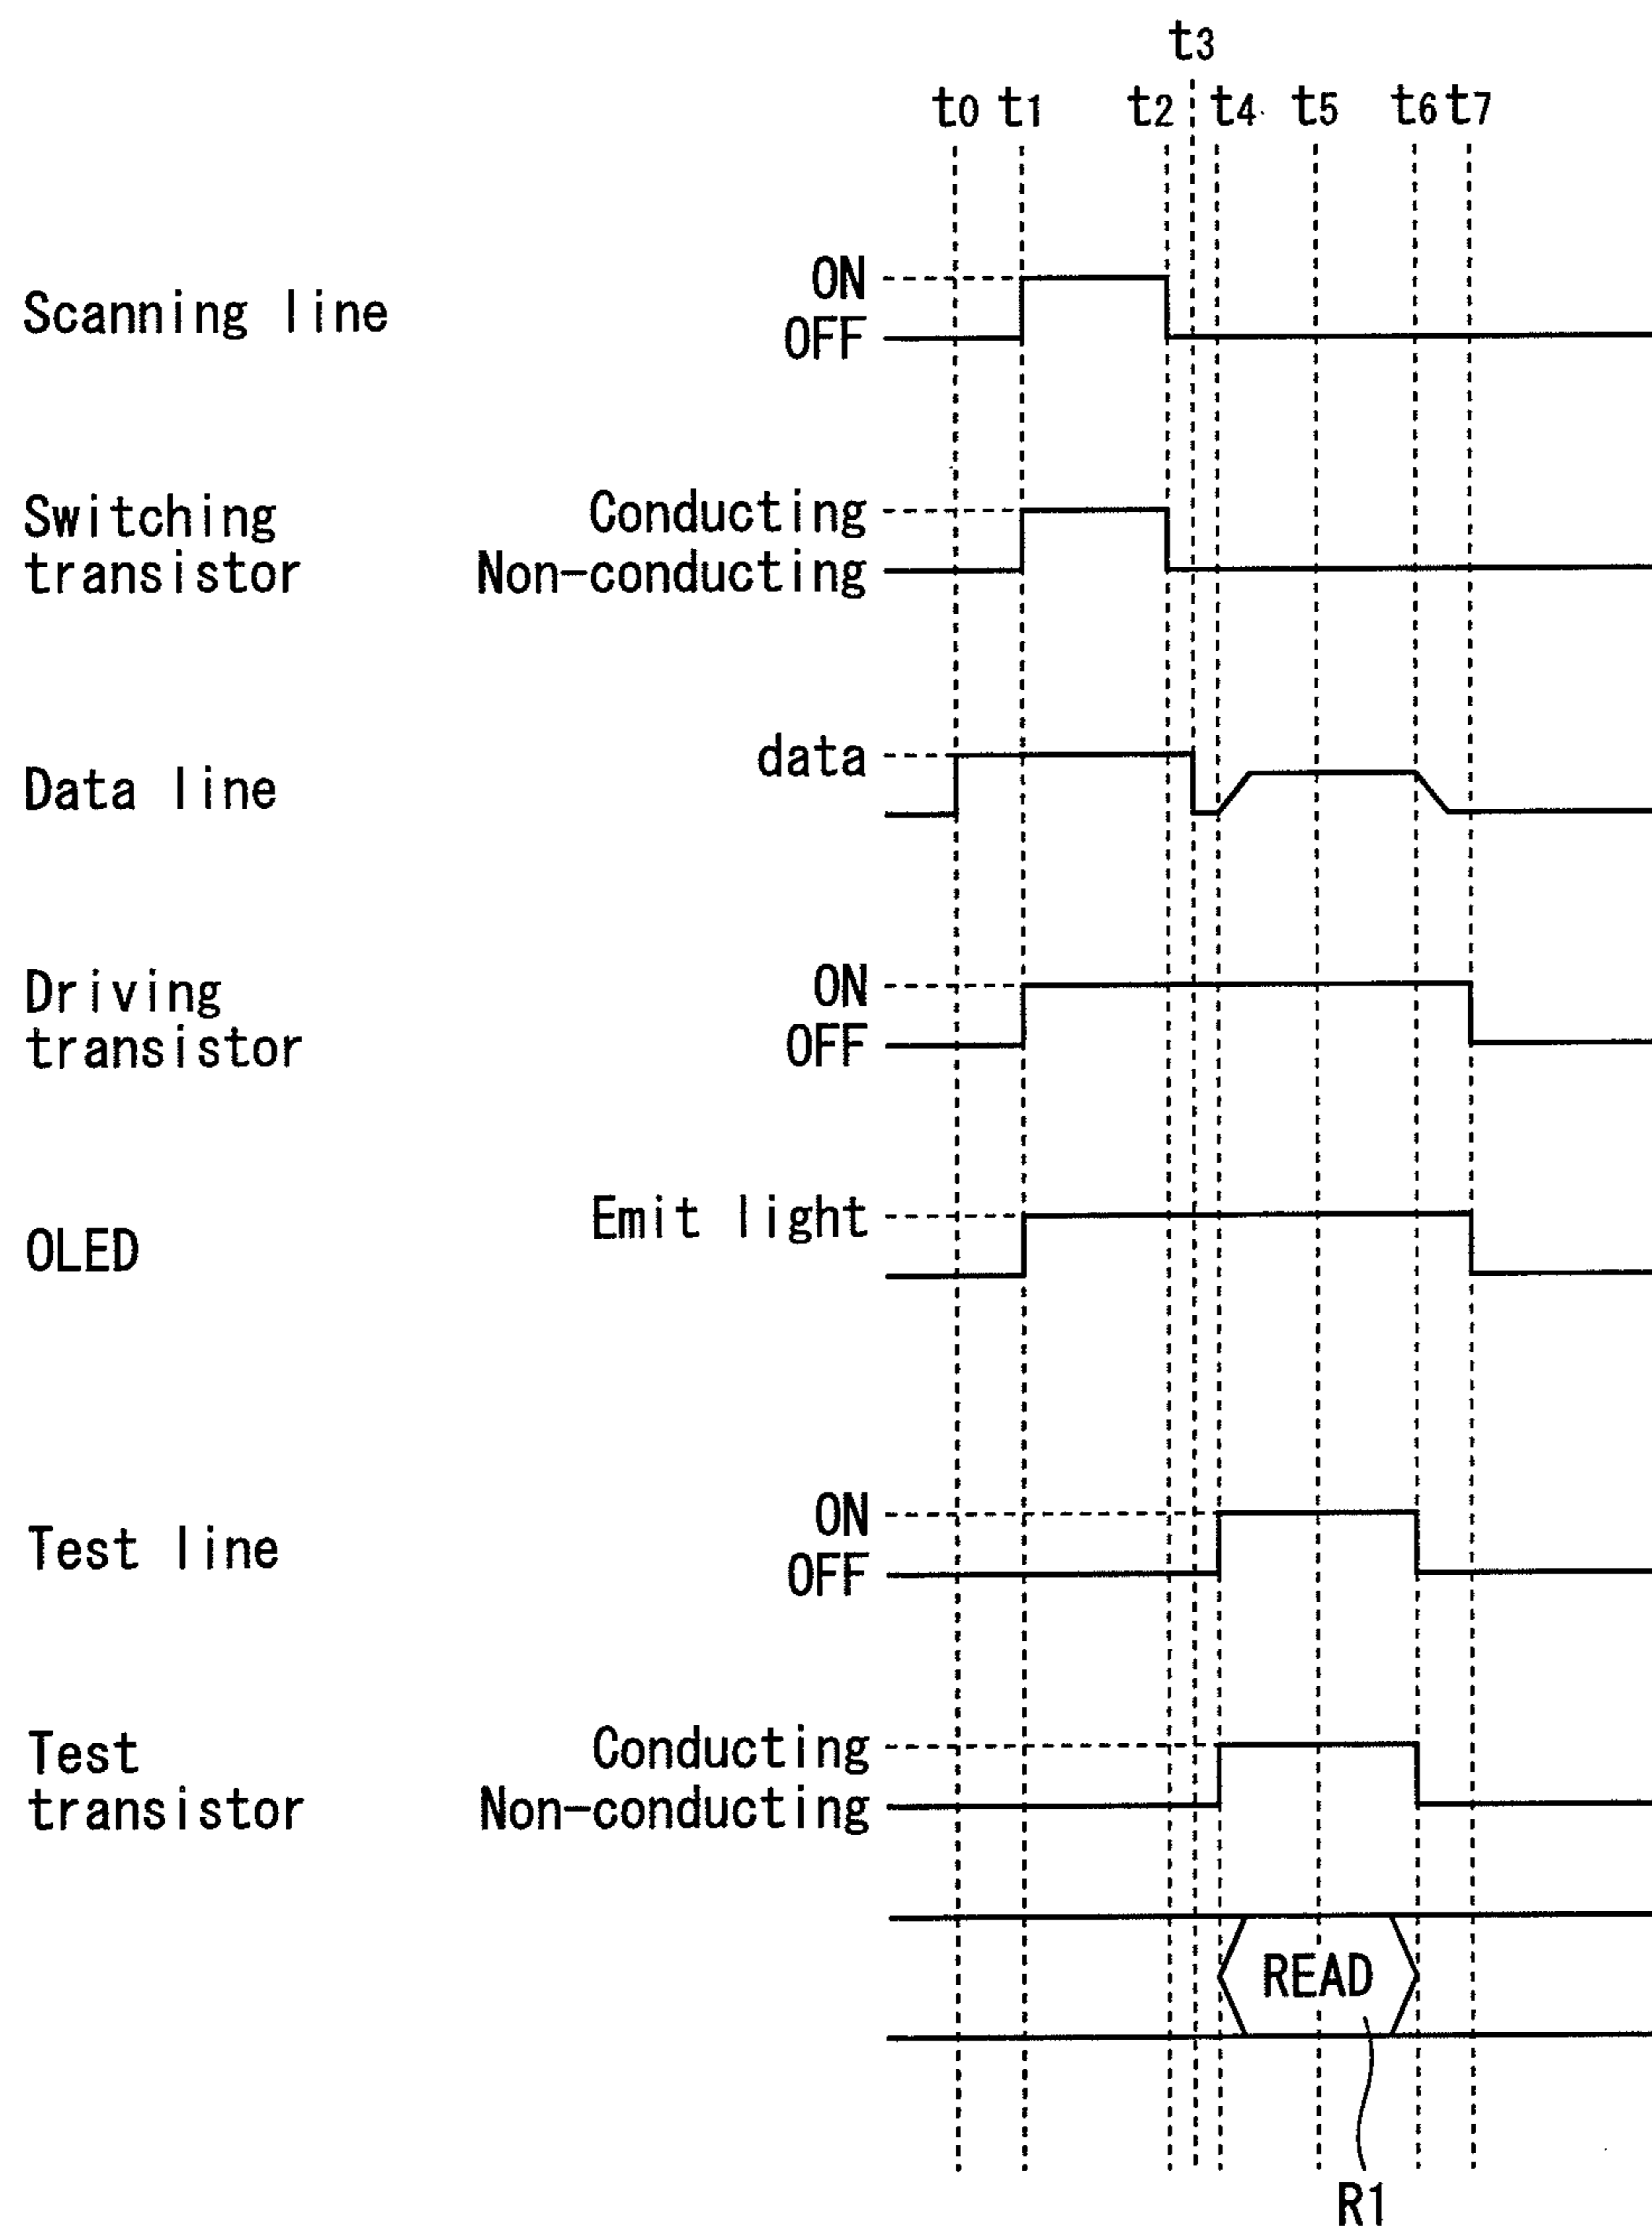 t3
t0 t1 t2 t4 t5 t6 t7
Scanning line
ON
OFF
Switching
transistor
Conducting
Non-conducting
Data line
data
Driving
transistor
ON
OFF
OLED
Emit light
Test line
ON
OFF
Test
transistor
Conducting
Non-conducting
READ
R1